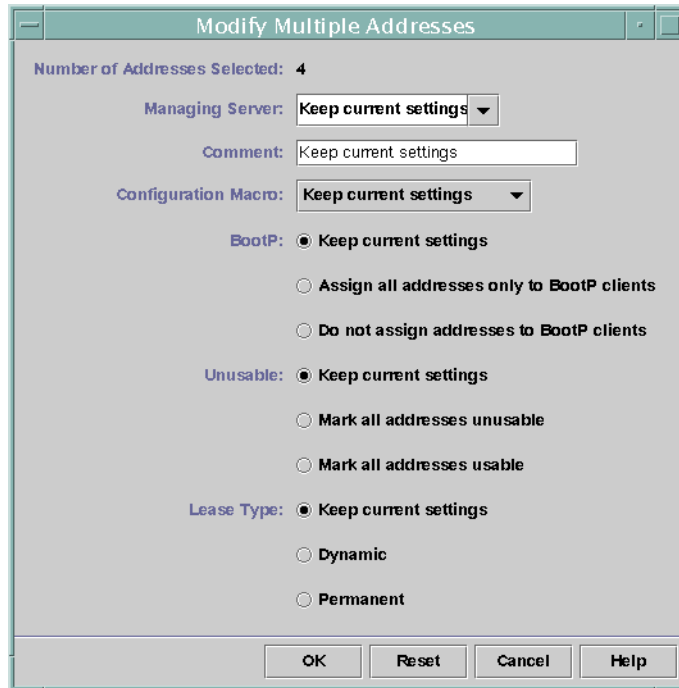 Modify Multiple Addresses
Number of Addresses Selected: 4
Managing Server: Keep current settings
Comment: Keep current settings
Configuration Macro: Keep current settings
BootP: Keep current settings
Assign all addresses only to BootP clients
Do not assign addresses to BootP clients
Unusable: Keep current settings
Mark all addresses unusable
Mark all addresses usable
Lease Type: Keep current settings
Dynamic
Permanent
OK Reset Cancel Help